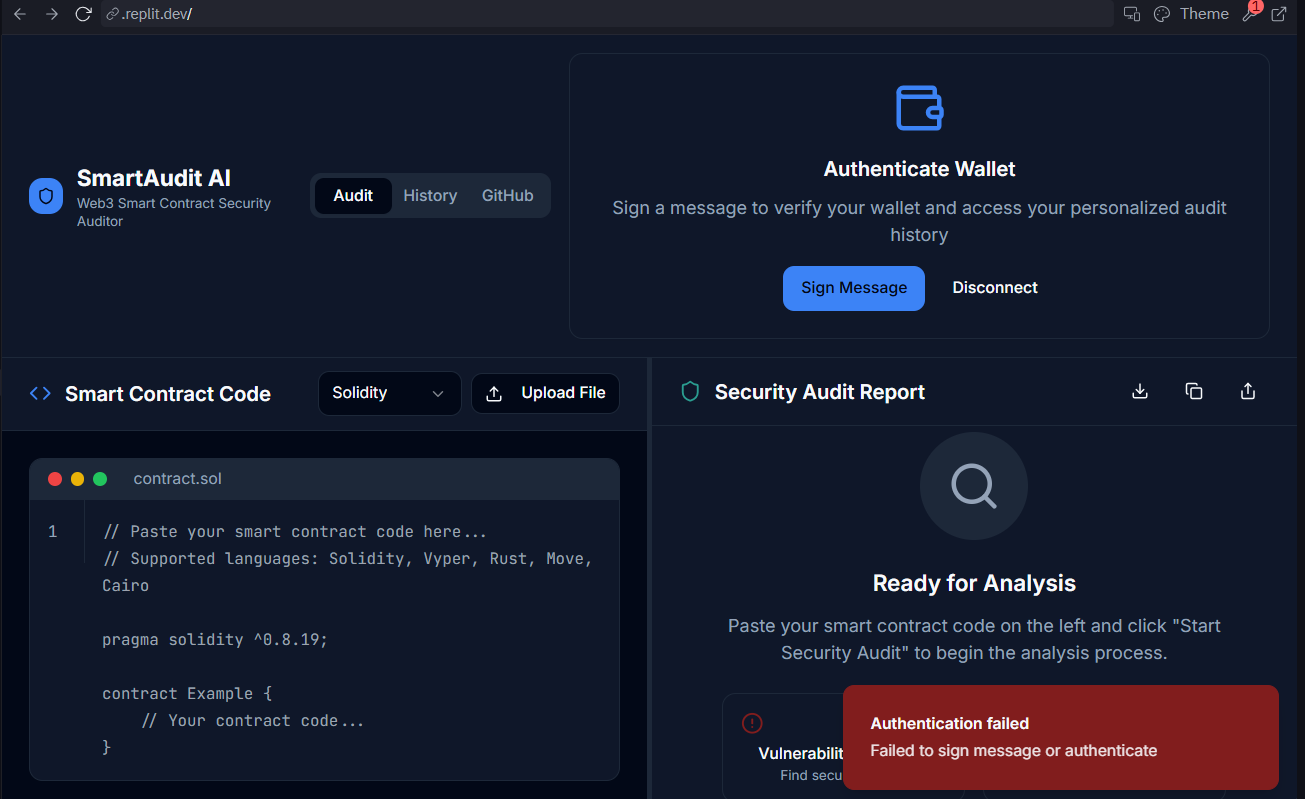 .replit.dev/
Theme
1
SmartAudit AI
Web3 Smart Contract Security
Auditor
Audit
History
GitHub
Authenticate Wallet
Sign a message to verify your wallet and access your personalized audit
history
Sign Message
Disconnect
Smart Contract Code
Solidity
Upload File
contract.sol
1
// Paste your smart contract code here...
// Supported languages: Solidity, Vyper, Rust, Move,
Cairo
pragma solidity ^0.8.19;
contract Example {
// Your contract code...
}
Security Audit Report
Ready for Analysis
Paste your smart contract code on the left and click "Start
Security Audit" to begin the analysis process.
Vulnerabilit
Find secu
Authentication failed
Failed to sign message or authenticate